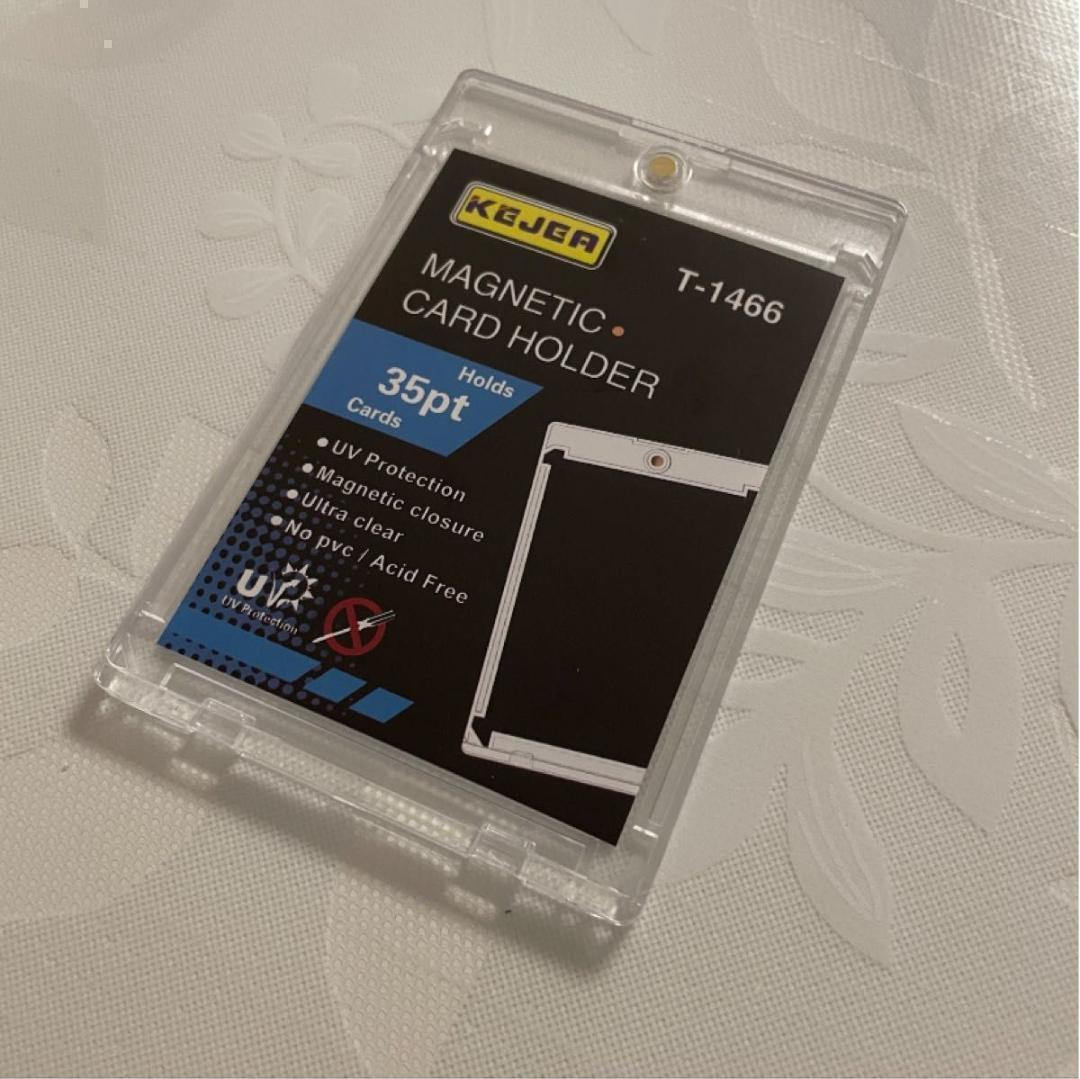 KEJEA
T-1466
MAGNETIC
CARD HOLDER
Holds
35pt
Cards
UV Protection
Magnetic closure
Ultra clear
No pvc / Acid Free
UV
UV Protection